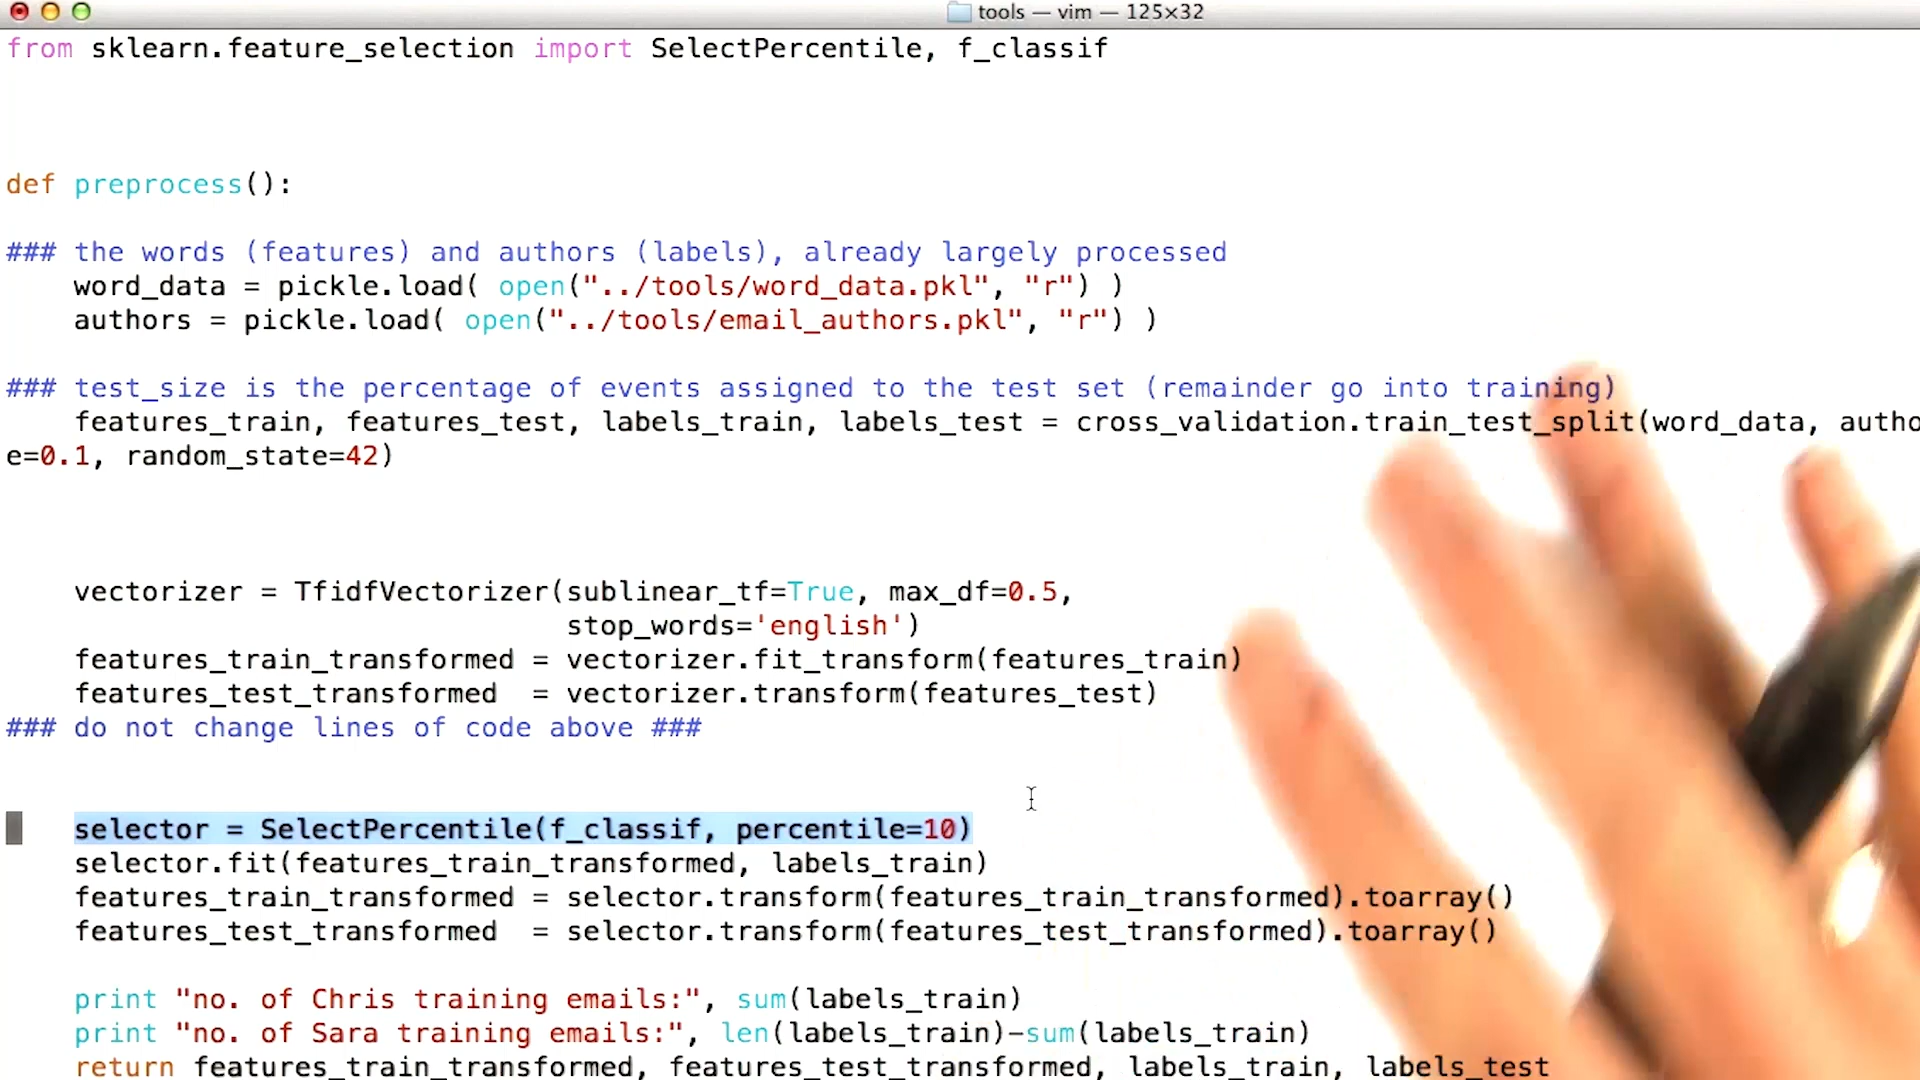 tools — vim — 125×32
from sklearn.feature_selection import SelectPercentile, f_classif
def preprocess():
### the words (features) and authors (labels), already largely processed
word_data = pickle.load( open("../tools/word_data.pkl", "r") )
authors = pickle.load( open("../tools/email_authors.pkl", "r") )
### test_size is the percentage of events assigned to the test set (remainder go into training)
features_train, features_test, labels_train, labels_test = cross_validation.train_test_split(word_data, autho
e=0.1, random_state=42)
vectorizer = TfidfVectorizer(sublinear_tf=True, max_df=0.5,
stop_words='english')
features_train_transformed = vectorizer.fit_transform(features_train)
features_test_transformed  = vectorizer.transform(features_test)
### do not change lines of code above ###
selector = SelectPercentile(f_classif, percentile=10)
selector.fit(features_train_transformed, labels_train)
features_train_transformed = selector.transform(features_train_transformed).toarray()
features_test_transformed  = selector.transform(features_test_transformed).toarray()
print "no. of Chris training emails:", sum(labels_train)
print "no. of Sara training emails:", len(labels_train)-sum(labels_train)
return features_train_transformed, features_test_transformed, labels_train, labels_test